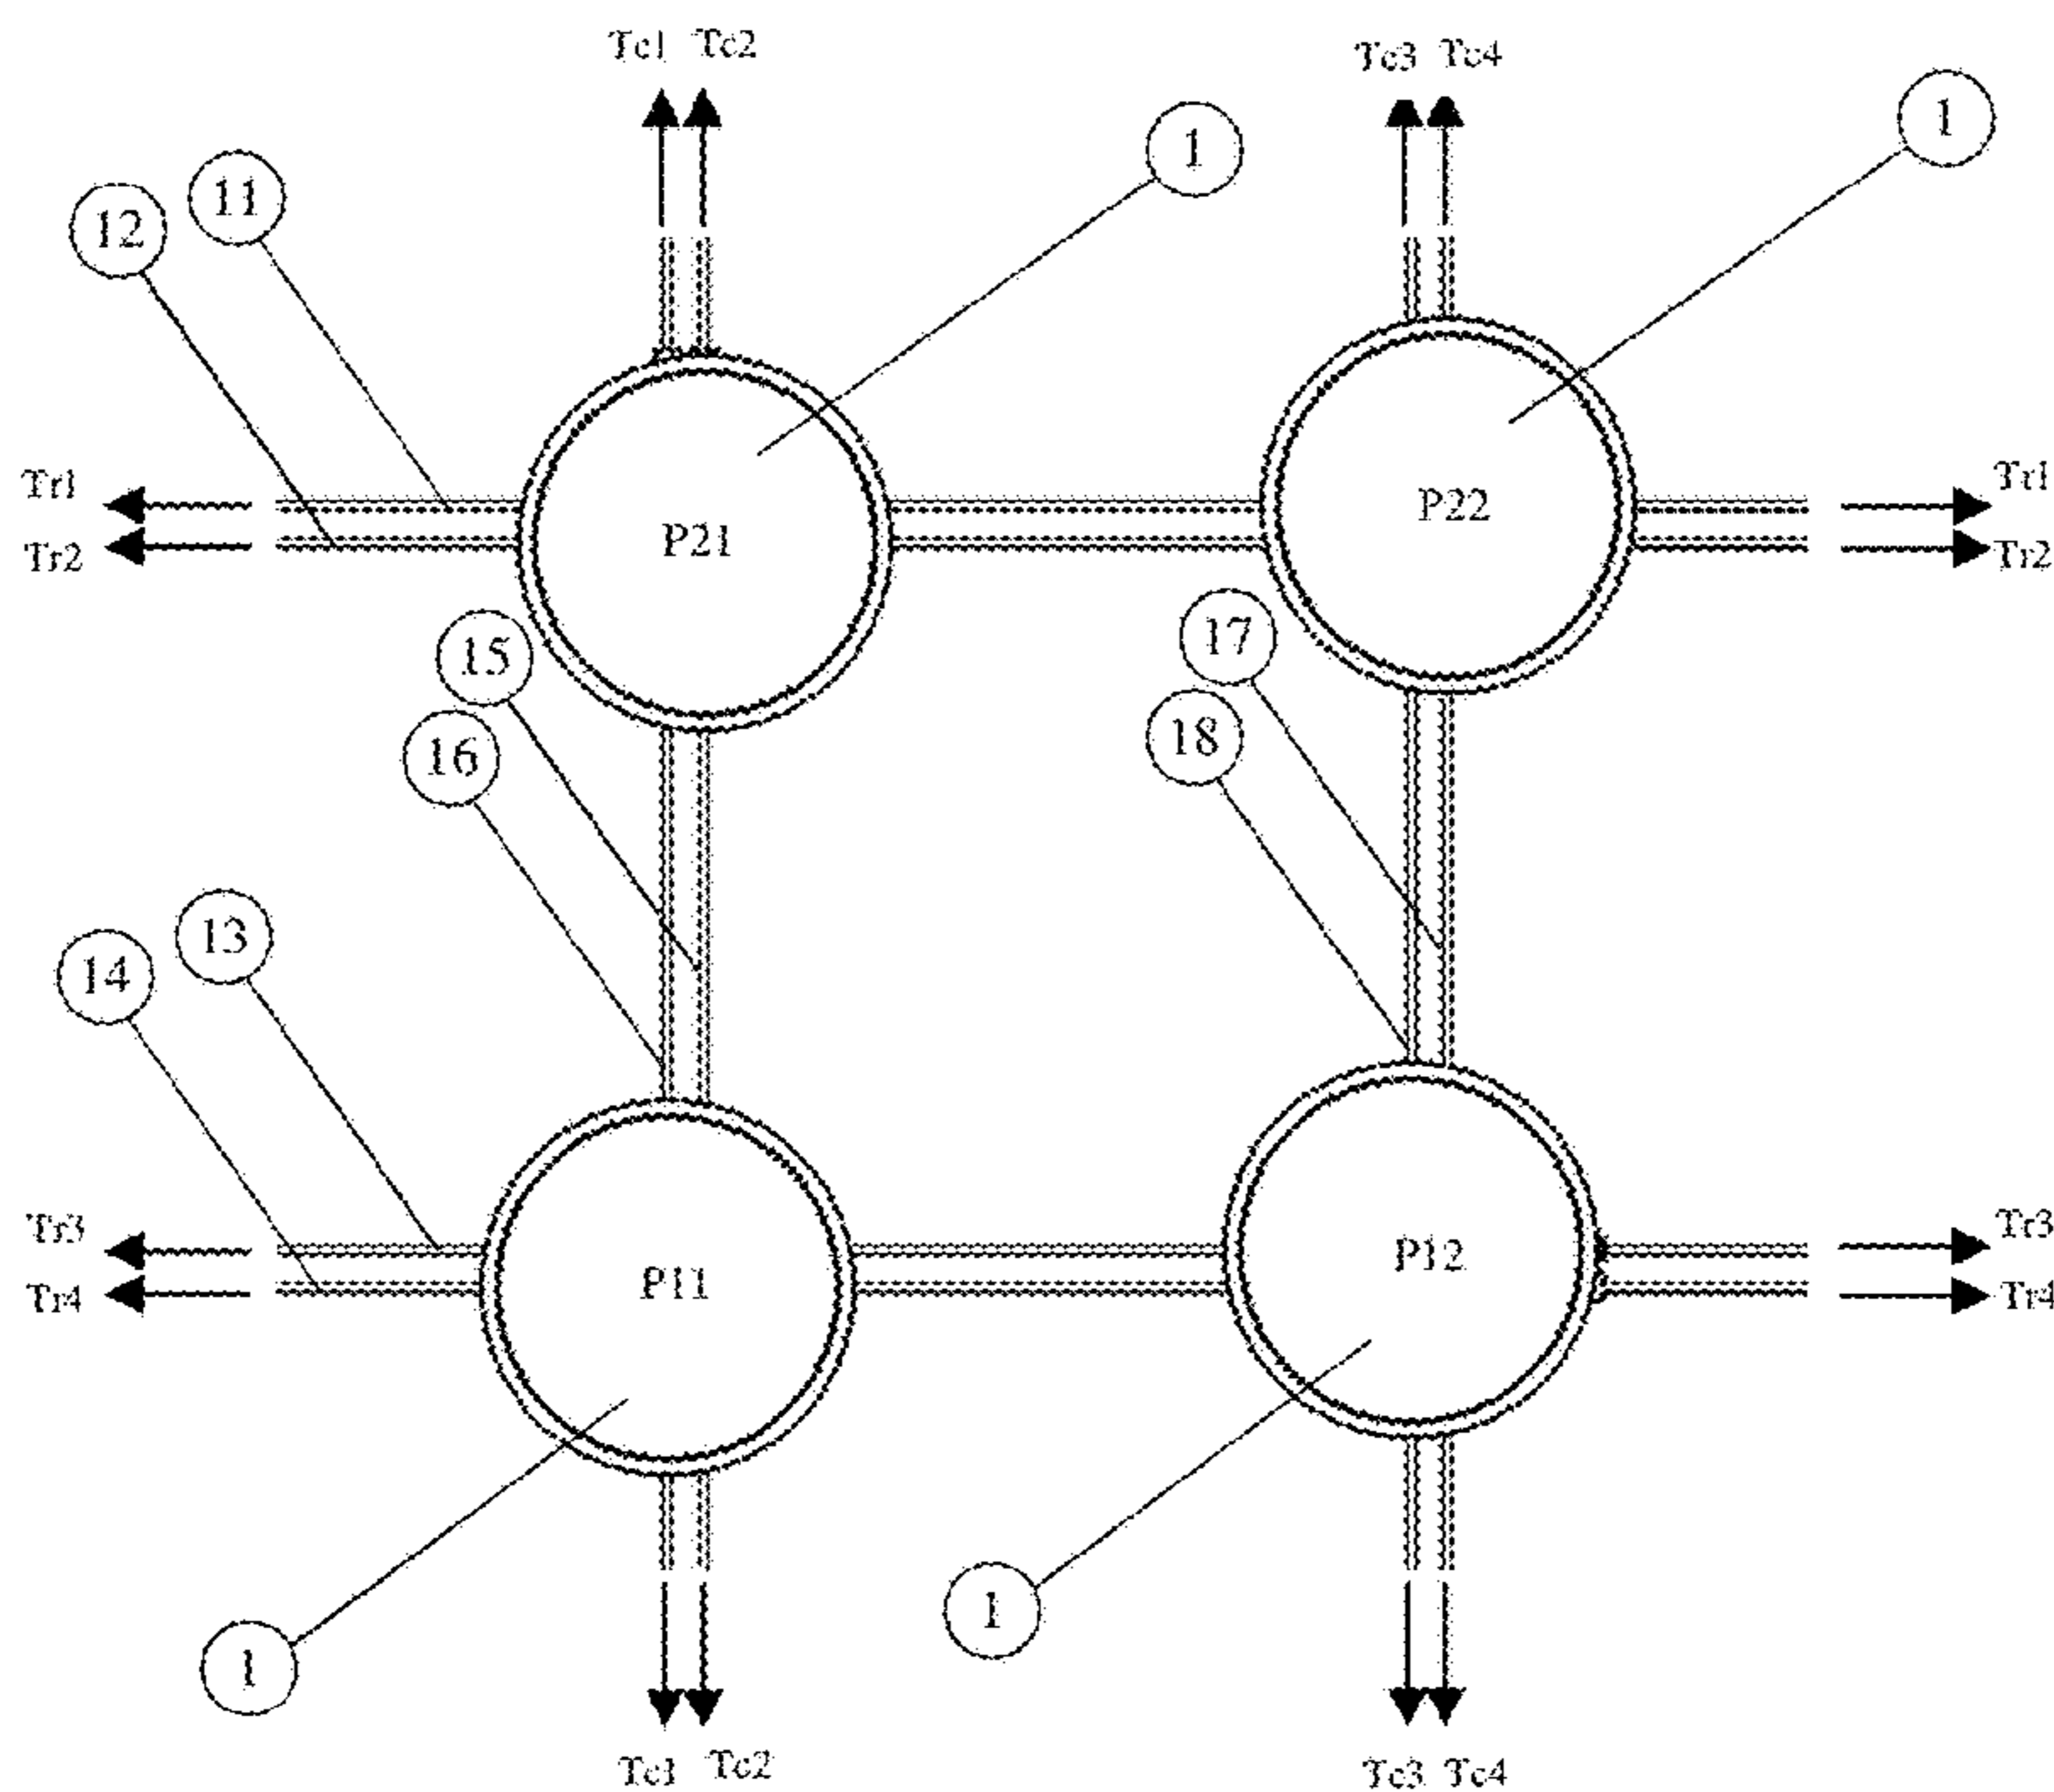 Tc1 Tc2 Tc3 Tc4
1 1
11
12
Tr1 Tr1
P21 P22
Tr2 Tr2
15 17
16 18
13
14
Tr3 Tr3
P11 P12
Tr4 Tr4
1
1
Tc1 Tc2 Tc3 Tc4